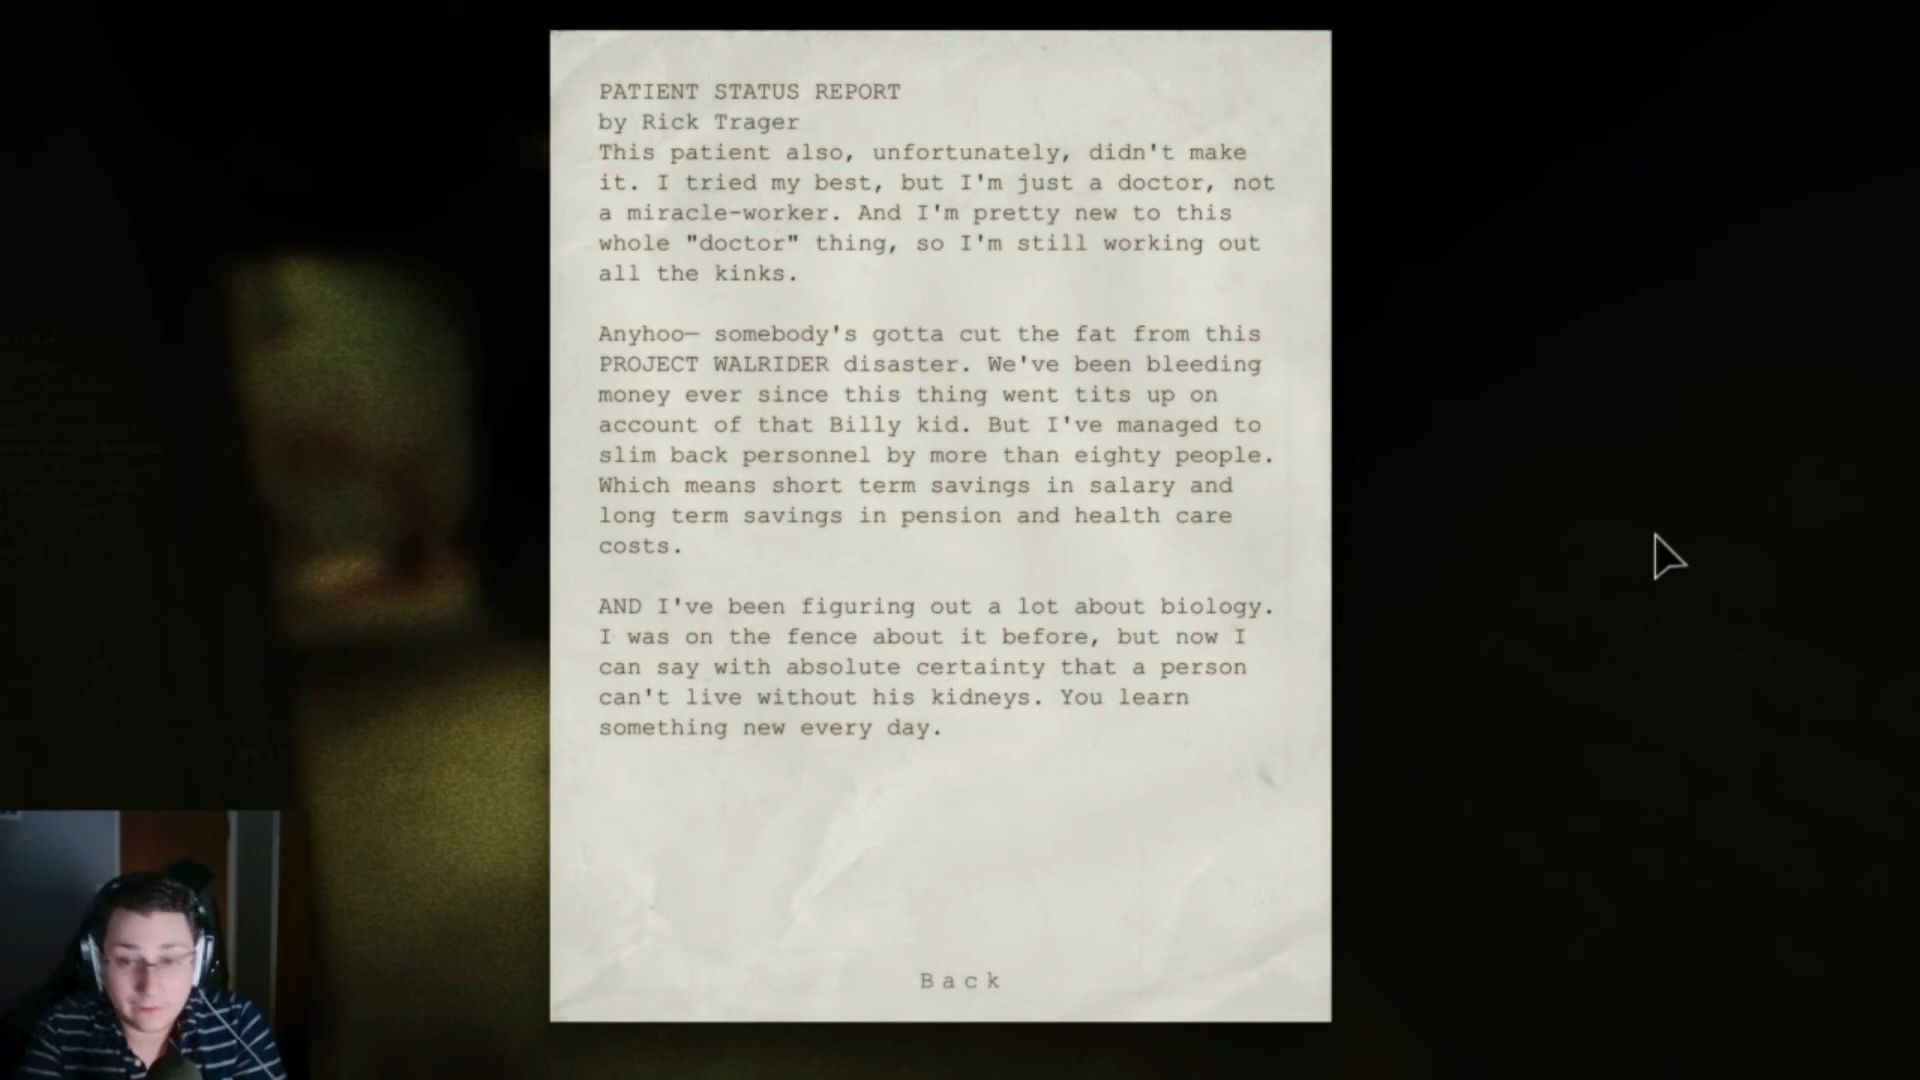 PATIENT STATUS REPORT
by Rick Trager
This patient also, unfortunately, didn't make
it. I tried my best, but I'm just a doctor, not
a miracle-worker. And I'm pretty new to this
whole "doctor" thing, so I'm still working out
all the kinks.
Anyhoo— somebody's gotta cut the fat from this
PROJECT WALRIDER disaster. We've been bleeding
money ever since this thing went tits up on
account of that Billy kid. But I've managed to
slim back personnel by more than eighty people.
Which means short term savings in salary and
long term savings in pension and health care
costs.
AND I've been figuring out a lot about biology.
I was on the fence about it before, but now I
can say with absolute certainty that a person
can't live without his kidneys. You learn
something new every day.
Back